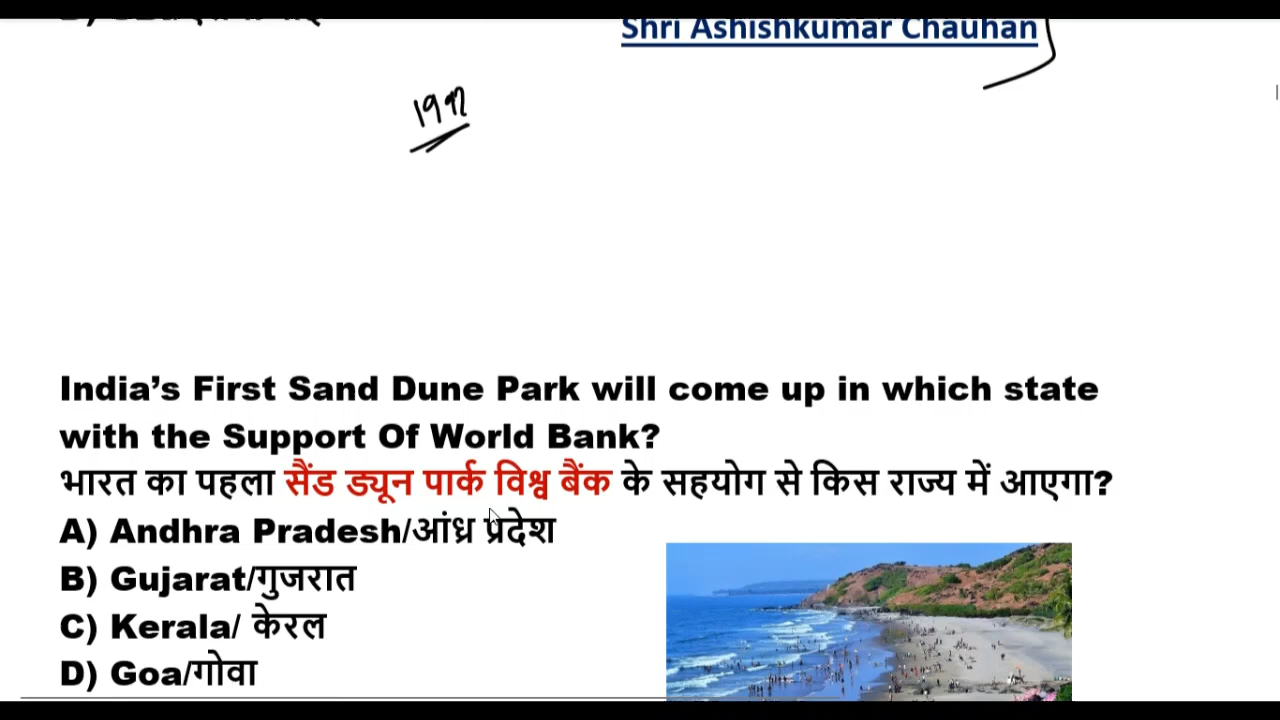 Shri Ashishkumar Chauhan
1992
India’s First Sand Dune Park will come up in which state
with the Support Of World Bank?
भारत का पहला सैंड ड्यून पार्क विश्व बैंक के सहयोग से किस राज्य में आएगा?
A) Andhra Pradesh/आंध्र प्रदेश
B) Gujarat/गुजरात
C) Kerala/ केरल
D) Goa/गोवा